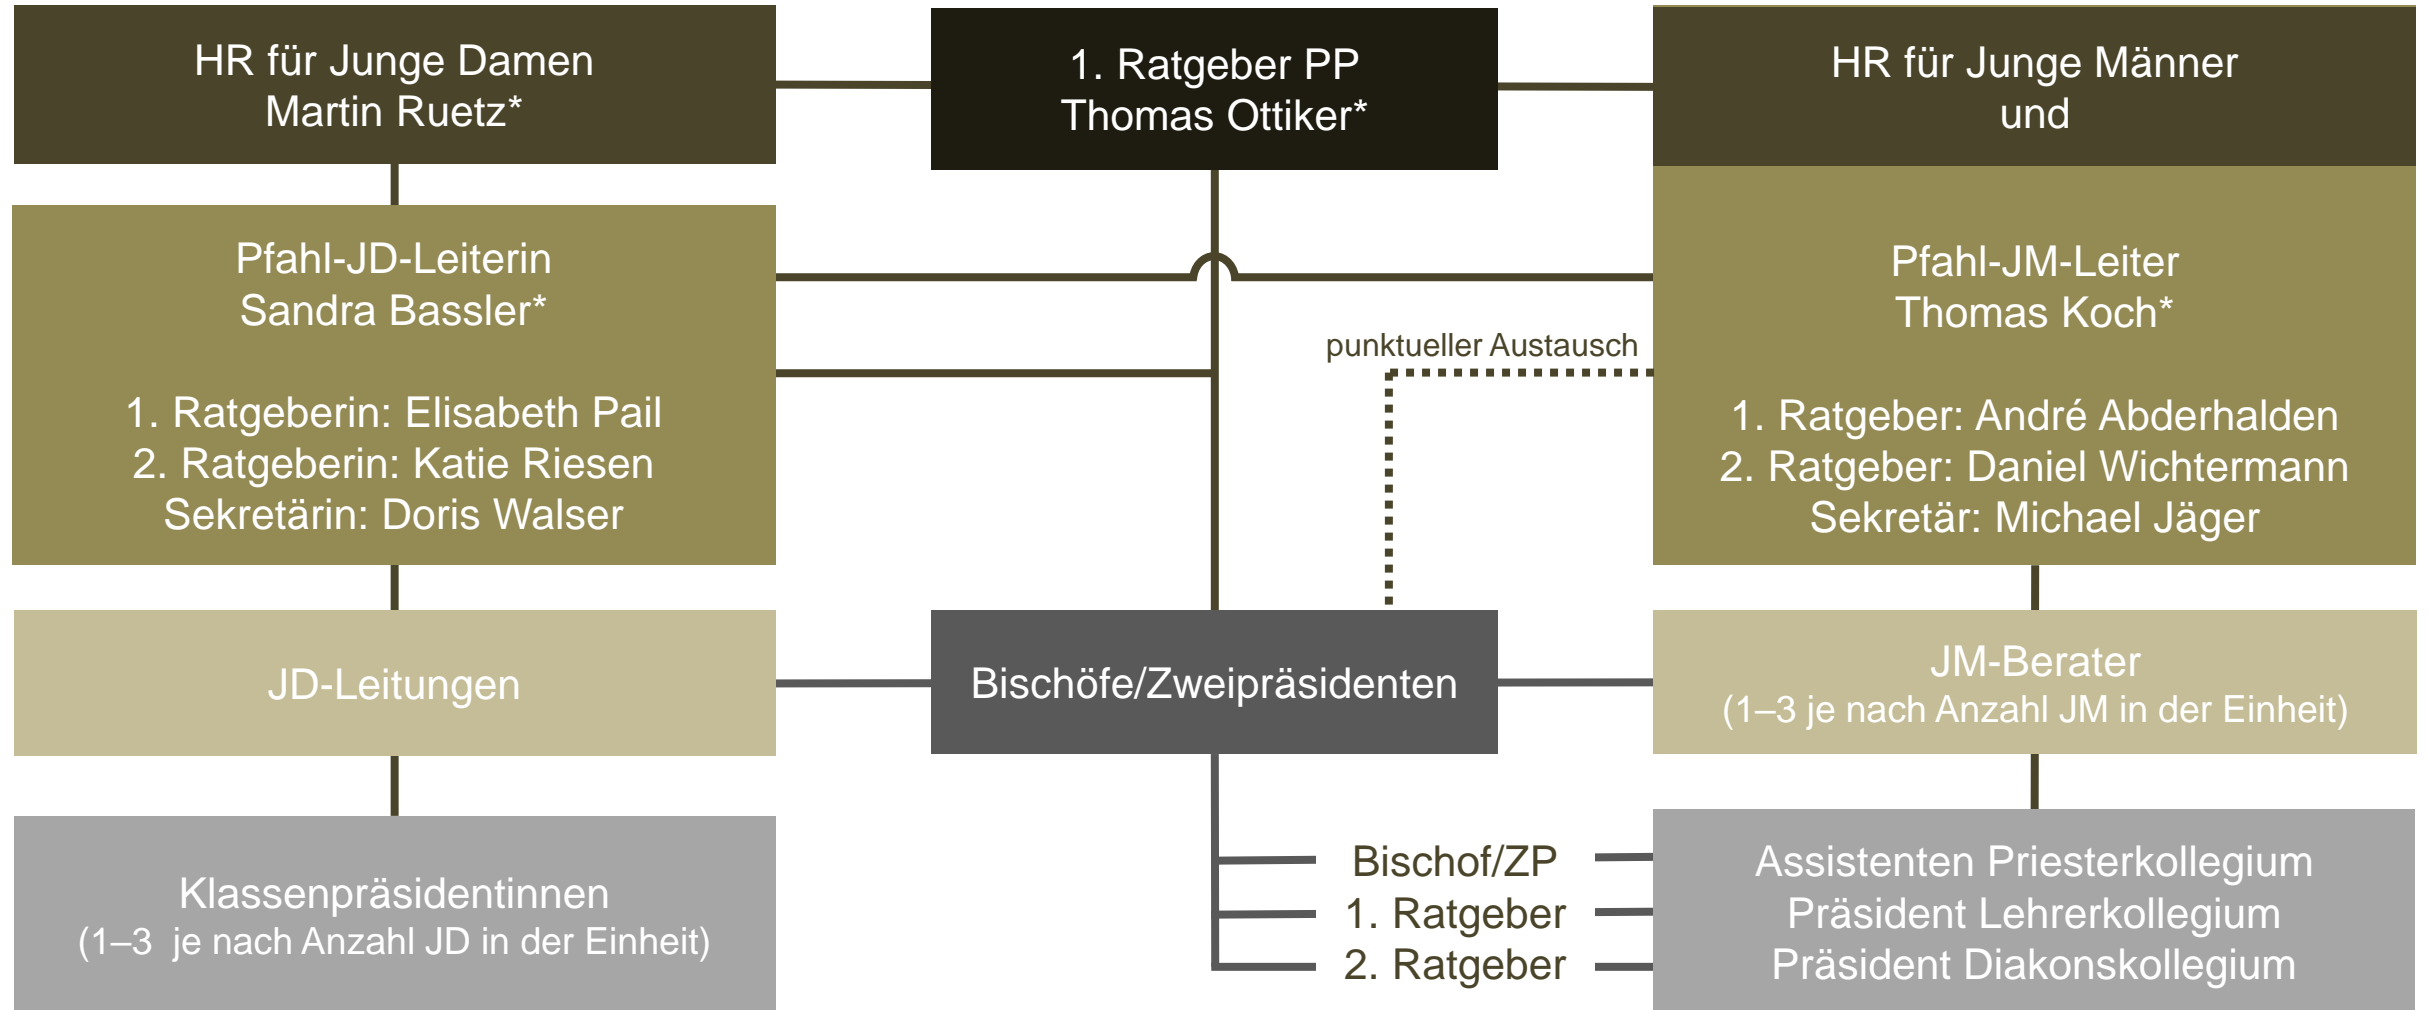 HR für Junge Damen
Martin Ruetz*
1. Ratgeber PP
Thomas Ottiker*
HR für Junge Männer
und
Pfahl-JD-Leiterin
Sandra Bassler*
1. Ratgeberin: Elisabeth Pail
2. Ratgeberin: Katie Riesen
Sekretärin: Doris Walser
punktueller Austausch
Pfahl-JM-Leiter
Thomas Koch*
1. Ratgeber: André Abderhalden
2. Ratgeber: Daniel Wichtermann
Sekretär: Michael Jäger
JD-Leitungen
Bischöfe/Zweipräsidenten
JM-Berater
(1–3 je nach Anzahl JM in der Einheit)
Klassenpräsidentinnen
(1–3 je nach Anzahl JD in der Einheit)
Bischof/ZP
1. Ratgeber
2. Ratgeber
Assistenten Priesterkollegium
Präsident Lehrerkollegium
Präsident Diakonskollegium